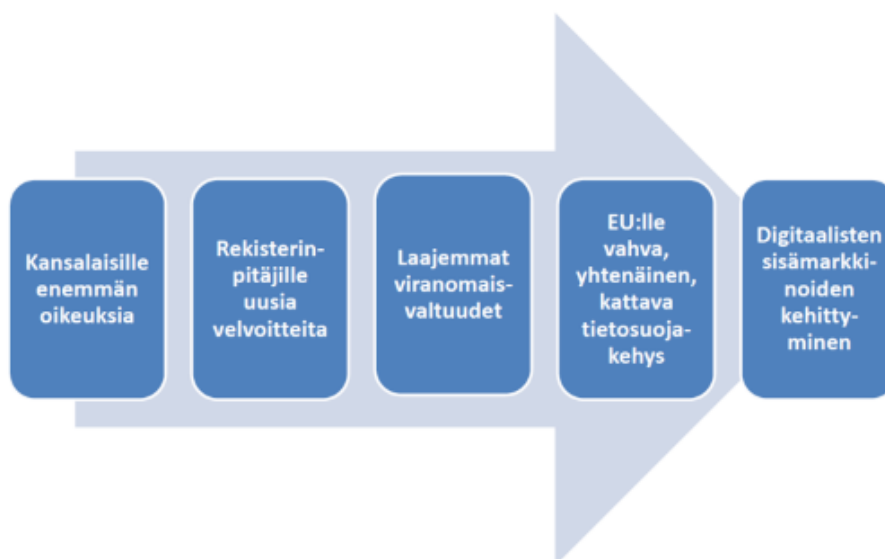 Kansalaisille
enemmän
oikeuksia
Rekisterin-
pitäjille
uusia
velvoitteita
Laajemmat
viranomais-
valtuudet
EU:lle
vahva,
yhtenäinen,
kattava
tietosuoja-
kehys
Digitaalisten
sisämarkki-
noiden
kehitty-
minen